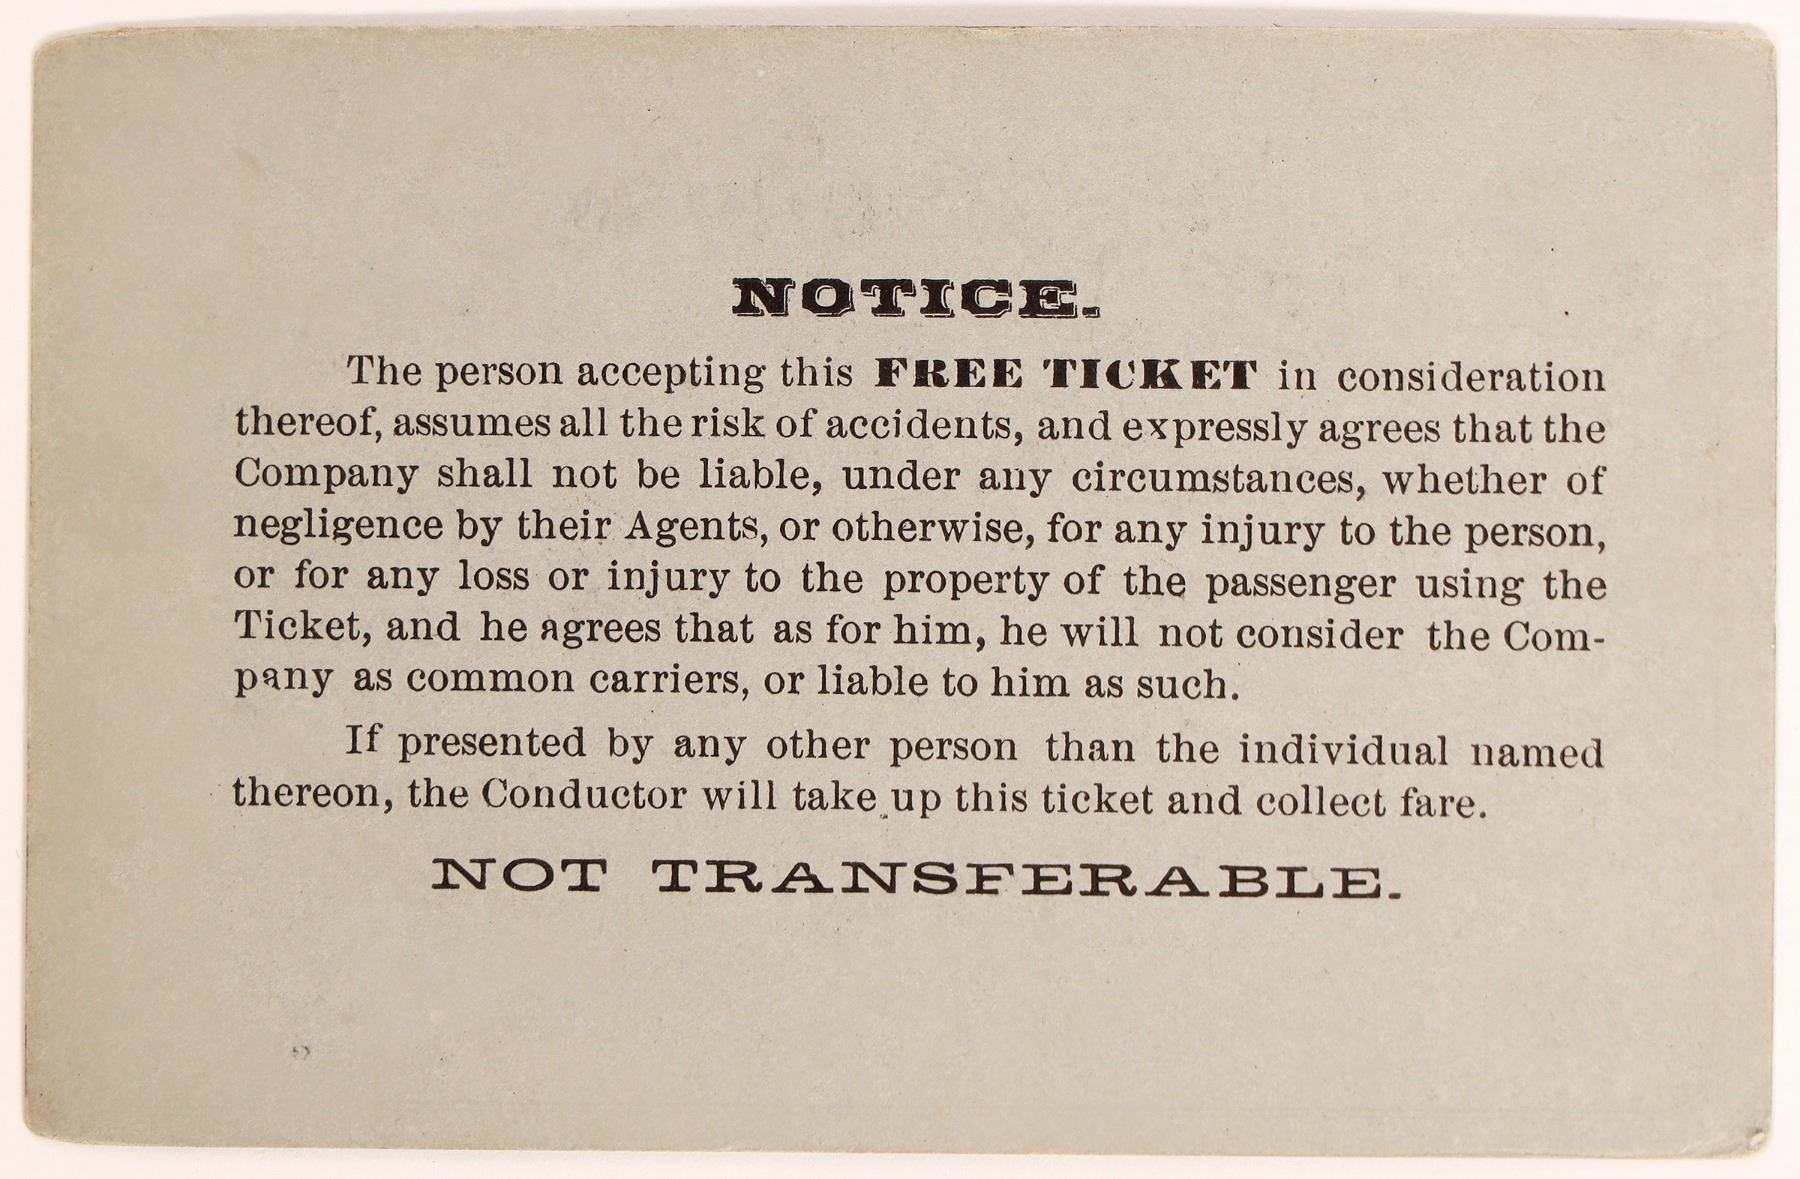 NOTICE.
The person accepting this FREE TICKET in consideration
thereof, assumes all the risk of accidents, and expressly agrees that the
Company shall not be liable, under any circumstances, whether of
negligence by their Agents, or otherwise, for any injury to the person,
or for any loss or injury to the property of the passenger using the
Ticket, and he agrees that as for him, he will not consider the Com-
pany as common carriers, or liable to him as such.
If presented by any other person than the individual named
thereon, the Conductor will take up this ticket and collect fare.
NOT TRANSFERABLE.